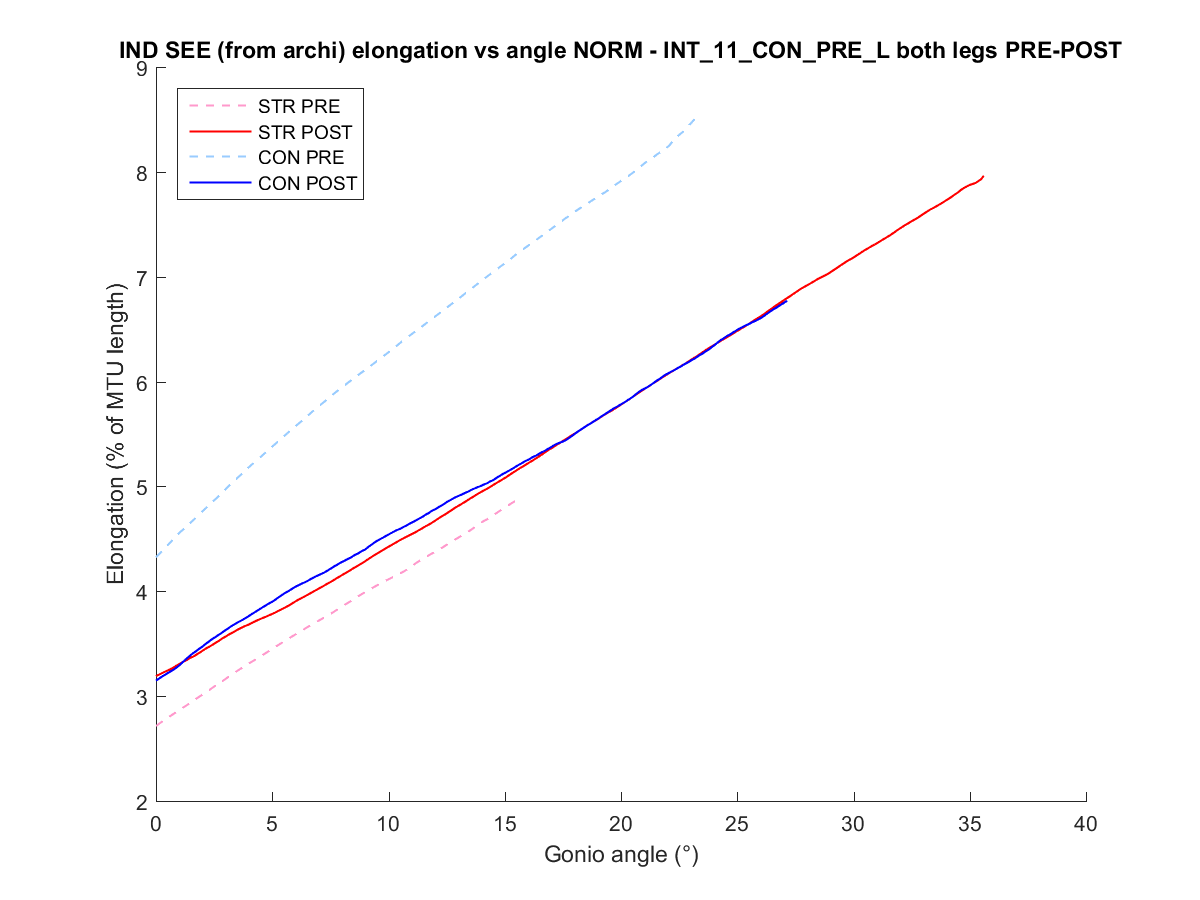 IND SEE (from archi) elongation vs angle NORM - INT_11_CON_PRE_L both legs PRE-POST
9
8
7
6
5
4
3
2
Elongation (% of MTU length)
STR PRE
STR POST
CON PRE
CON POST
0 5 10 15 20 25 30 35 40
Gonio angle (°)